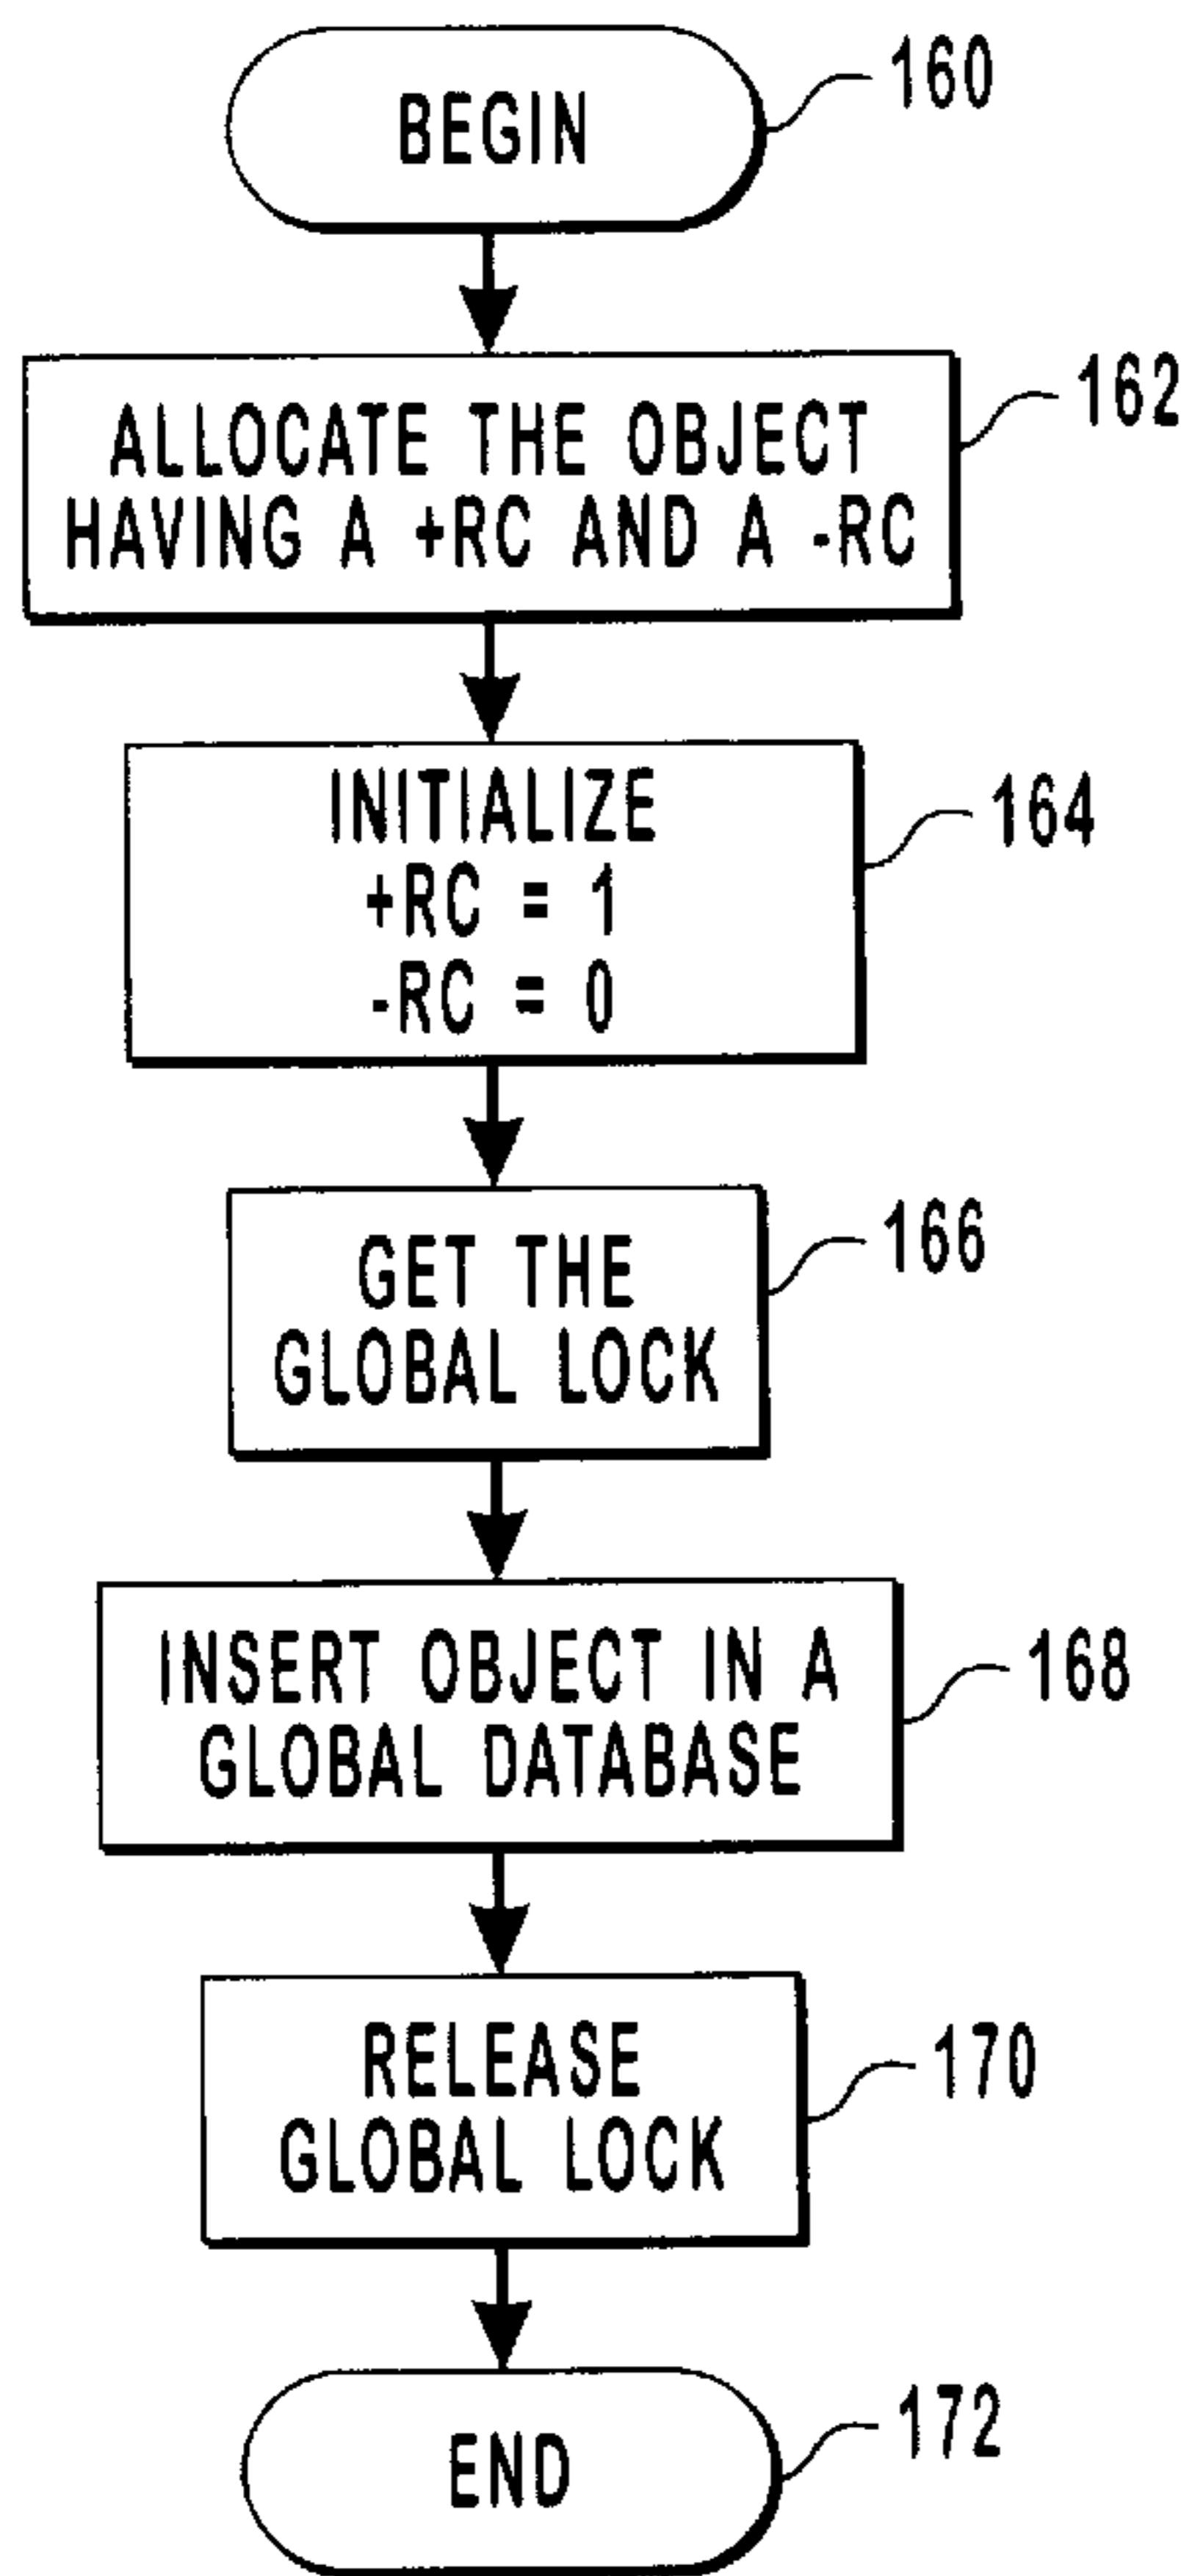 BEGIN
160
ALLOCATE THE OBJECT
HAVING A +RC AND A -RC
162
INITIALIZE
+RC = 1
-RC = 0
164
GET THE
GLOBAL LOCK
166
INSERT OBJECT IN A
GLOBAL DATABASE
168
RELEASE
GLOBAL LOCK
170
END
172